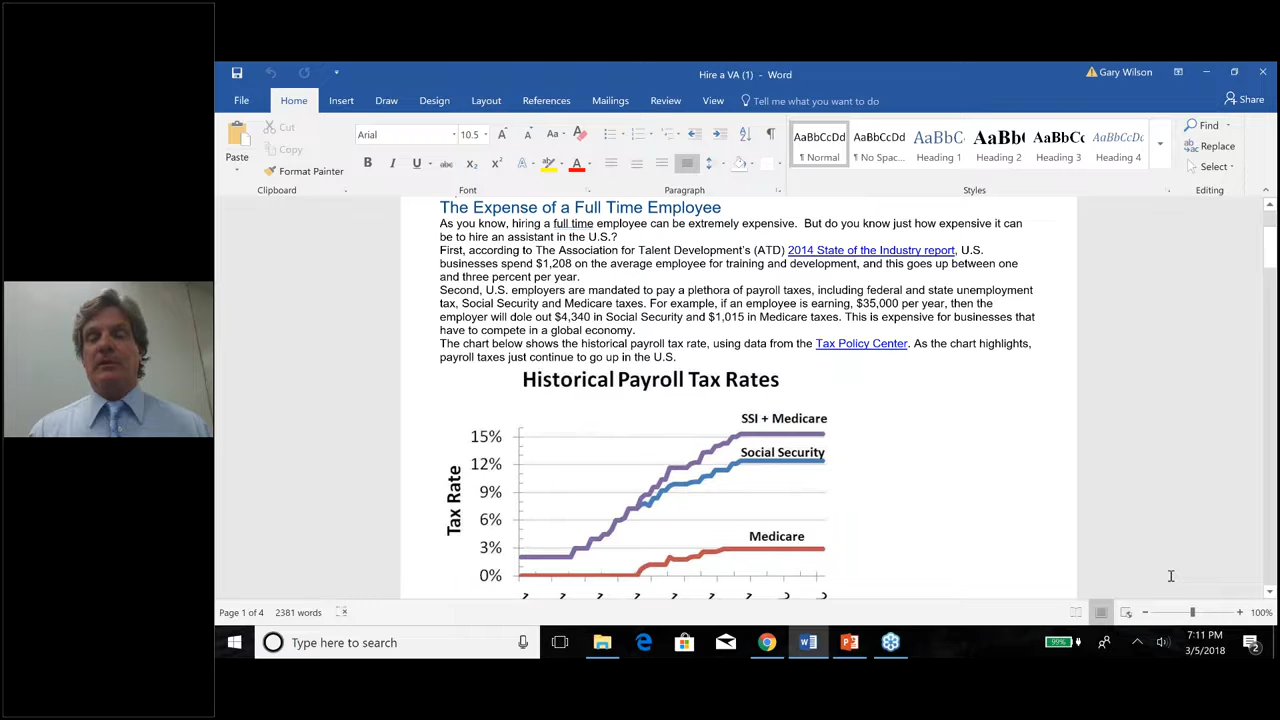 Hire a VA (1) - Word
Gary Wilson
File
Home
Insert
Draw
Design
Layout
References
Mailings
Review
View
Tell me what you want to do
Share
Paste
Cut
Copy
Format Painter
Clipboard
Arial
10.5
Font
Paragraph
AaBbCcDd
¶ Normal
AaBbCcDd
¶ No Spac...
AaBbC
Heading 1
AaBb
Heading 2
AaBbCc
Heading 3
AaBbCcDc
Heading 4
Styles
Find
Replace
Select
Editing
The Expense of a Full Time Employee
As you know, hiring a full time employee can be extremely expensive. But do you know just how expensive it can
be to hire an assistant in the U.S.?
First, according to The Association for Talent Development's (ATD) 2014 State of the Industry report, U.S.
businesses spend $1,208 on the average employee for training and development, and this goes up between one
and three percent per year.
Second, U.S. employers are mandated to pay a plethora of payroll taxes, including federal and state unemployment
tax, Social Security and Medicare taxes. For example, if an employee is earning, $35,000 per year, then the
employer will dole out $4,340 in Social Security and $1,015 in Medicare taxes. This is expensive for businesses that
have to compete in a global economy.
The chart below shows the historical payroll tax rate, using data from the Tax Policy Center. As the chart highlights,
payroll taxes just continue to go up in the U.S.
Historical Payroll Tax Rates
SSI + Medicare
Social Security
Medicare
Tax Rate
15%
12%
9%
6%
3%
0%
Page 1 of 4
2381 words
100%
Type here to search
99%
7:11 PM
3/5/2018
2